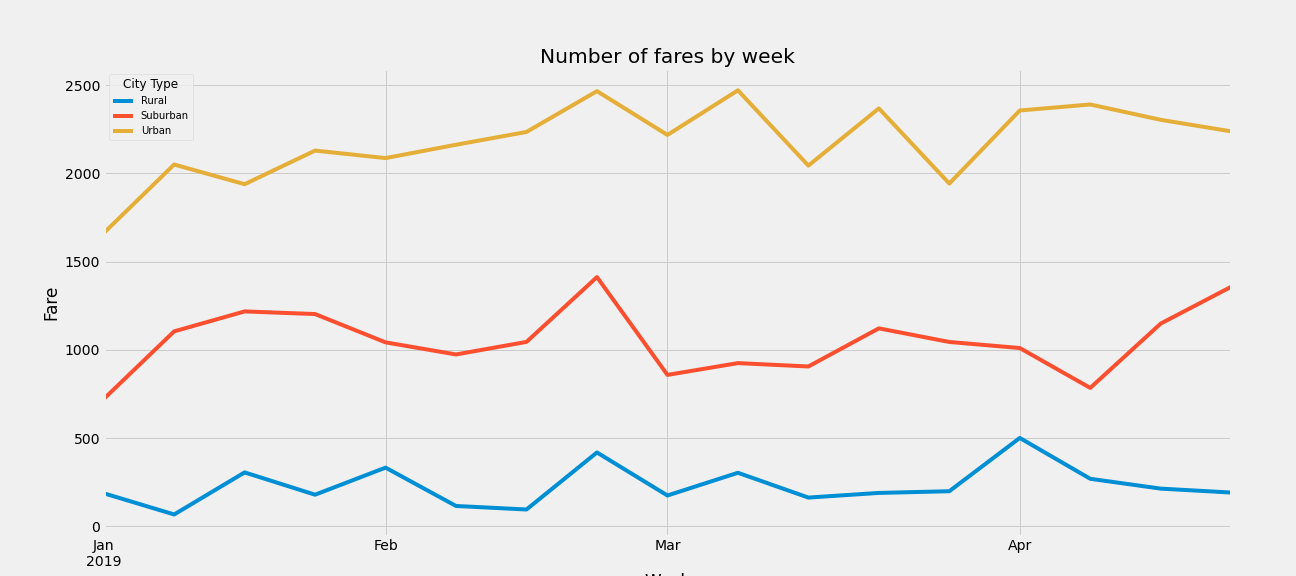 Number of fares by week
City Type
Rural
Suburban
Urban
2500
2000
1500
1000
500
0
Fare
Jan
2019
Feb
Mar
Apr